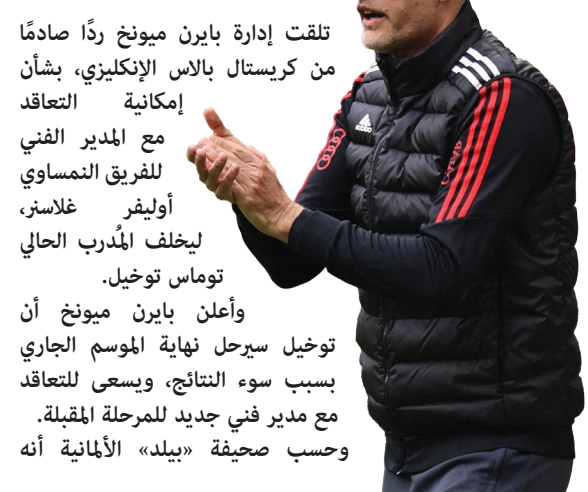 تلقت إدارة بايرن ميونخ ردًا صادمًا
من كريستال بالاس الإنكليزي، بشأن
إمكانية التعاقد
مع المدير الفني
للفريق النمساوي
أوليفر غلاسنر،
ليخلف المُدرب الحالي
توماس توخيل.
وأعلن بايرن ميونخ أن
توخيل سيرحل نهاية الموسم الجاري
بسبب سوء النتائج، ويسعى للتعاقد
مع مدير فني جديد للمرحلة المقبلة.
وحسب صحيفة «بيلد» الألمانية أنه
adidas